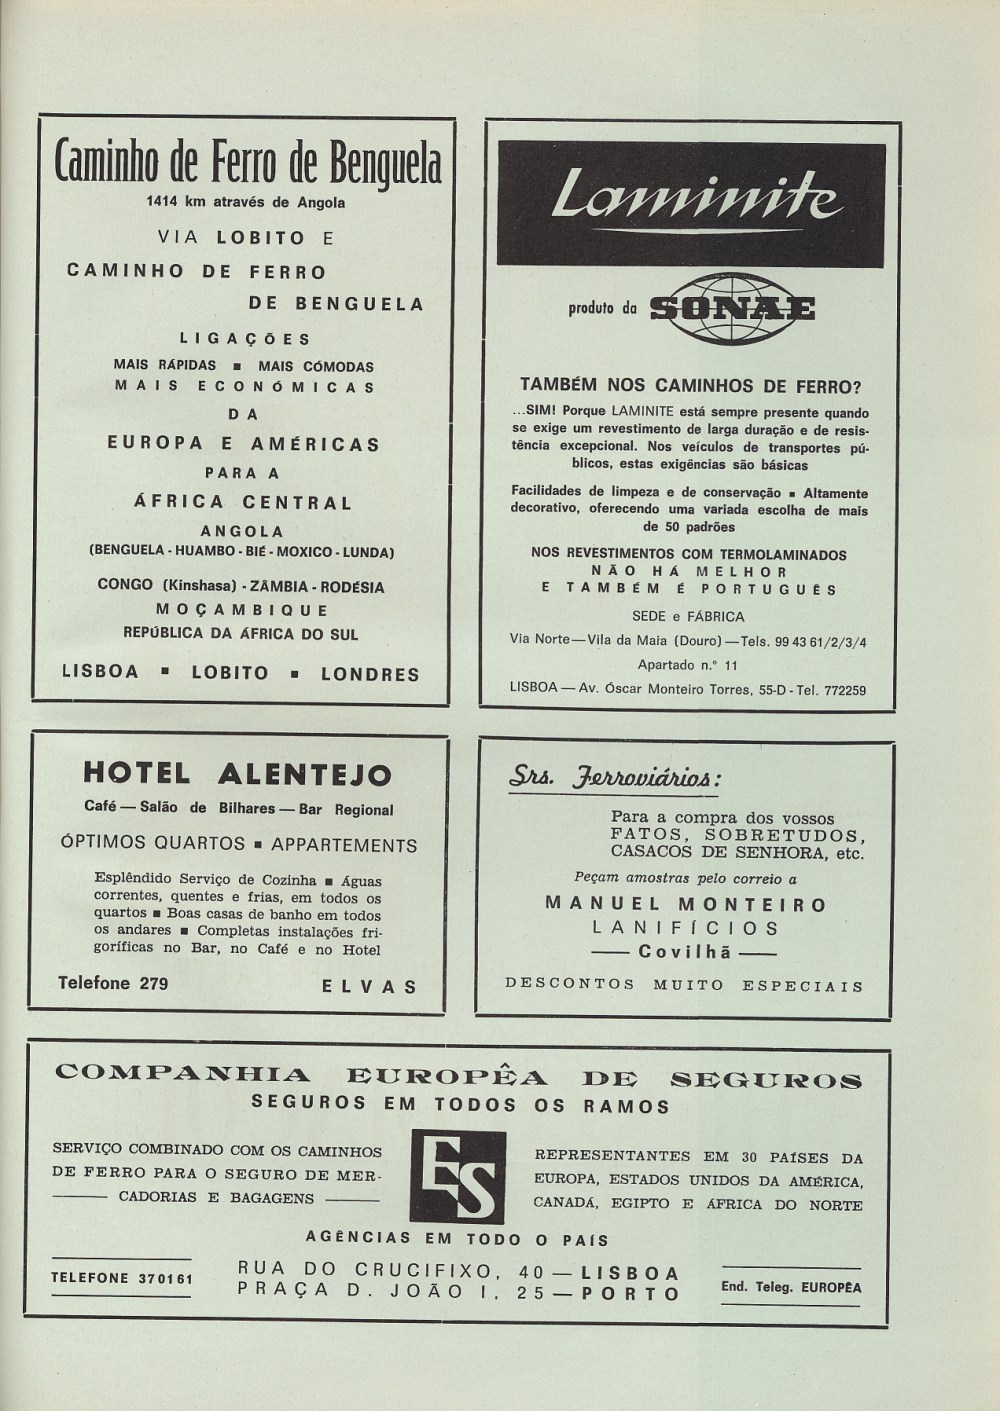 Caminho de Ferro de Benguela
1414 km através de Angola
VIA LOBITO E
CAMINHO DE FERRO
DE BENGUELA
LIGAÇÕES
MAIS RÁPIDAS ■ MAIS CÓMODAS
MAIS ECONÓMICAS
DA
EUROPA E AMÉRICAS
PARA A
ÁFRICA CENTRAL
ANGOLA
(BENGUELA - HUAMBO - BIÉ - MOXICO - LUNDA)
CONGO (Kinshasa) - ZÂMBIA - RODÉSIA
MOÇAMBIQUE
REPÚBLICA DA ÁFRICA DO SUL
LISBOA ■ LOBITO ■ LONDRES
Laminite
produto da SONAE
TAMBÉM NOS CAMINHOS DE FERRO?
...SIM! Porque LAMINITE está sempre presente quando
se exige um revestimento de larga duração e de resis-
tência excepcional. Nos veículos de transportes pú-
blicos, estas exigências são básicas
Facilidades de limpeza e de conservação ■ Altamente
decorativo, oferecendo uma variada escolha de mais
de 50 padrões
NOS REVESTIMENTOS COM TERMOLAMINADOS
NÃO HÁ MELHOR
E TAMBÉM É PORTUGUÊS
SEDE e FÁBRICA
Via Norte—Vila da Maia (Douro)—Tels. 99 43 61/2/3/4
Apartado n.º 11
LISBOA — Av. Óscar Monteiro Torres, 55-D - Tel. 772259
HOTEL ALENTEJO
Café — Salão de Bilhares — Bar Regional
ÓPTIMOS QUARTOS ■ APPARTEMENTS
Esplêndido Serviço de Cozinha ■ Águas
correntes, quentes e frias, em todos os
quartos ■ Boas casas de banho em todos
os andares ■ Completas instalações fri-
goríficas no Bar, no Café e no Hotel
Telefone 279 ELVAS
Srs. Ferroviários:
Para a compra dos vossos
FATOS, SOBRETUDOS,
CASACOS DE SENHORA, etc.
Peçam amostras pelo correio a
MANUEL MONTEIRO
LANIFÍCIOS
— Covilhã —
DESCONTOS MUITO ESPECIAIS
COMPANHIA EUROPÊA DE SEGUROS
SEGUROS EM TODOS OS RAMOS
SERVIÇO COMBINADO COM OS CAMINHOS
DE FERRO PARA O SEGURO DE MER-
—— CADORIAS E BAGAGENS ——
ES
REPRESENTANTES EM 30 PAÍSES DA
EUROPA, ESTADOS UNIDOS DA AMÉRICA,
CANADÁ, EGIPTO E ÁFRICA DO NORTE
AGÊNCIAS EM TODO O PAÍS
TELEFONE 370161
RUA DO CRUCIFIXO, 40 — LISBOA
PRAÇA D. JOÃO I, 25 — PORTO
End. Teleg. EUROPÊA